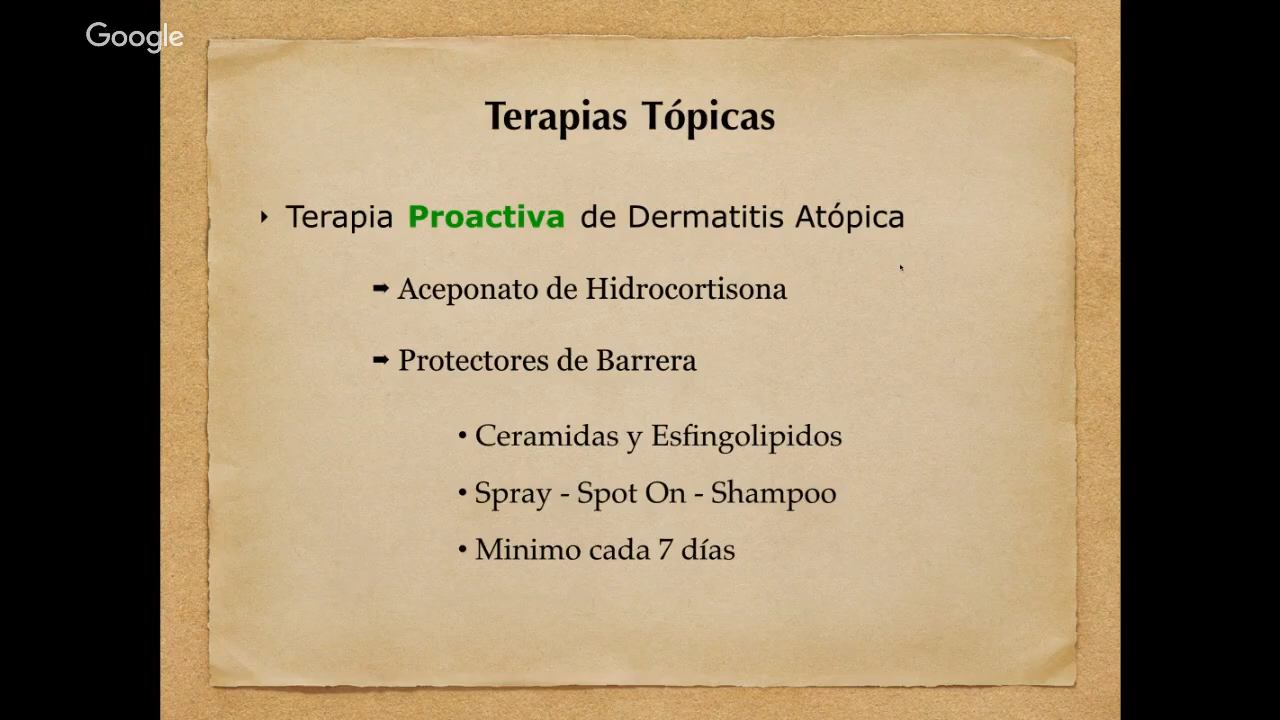 Google
Terapias Tópicas
‣ Terapia Proactiva de Dermatitis Atópica
➡ Aceponato de Hidrocortisona
➡ Protectores de Barrera
• Ceramidas y Esfingolipidos
• Spray - Spot On - Shampoo
• Minimo cada 7 días